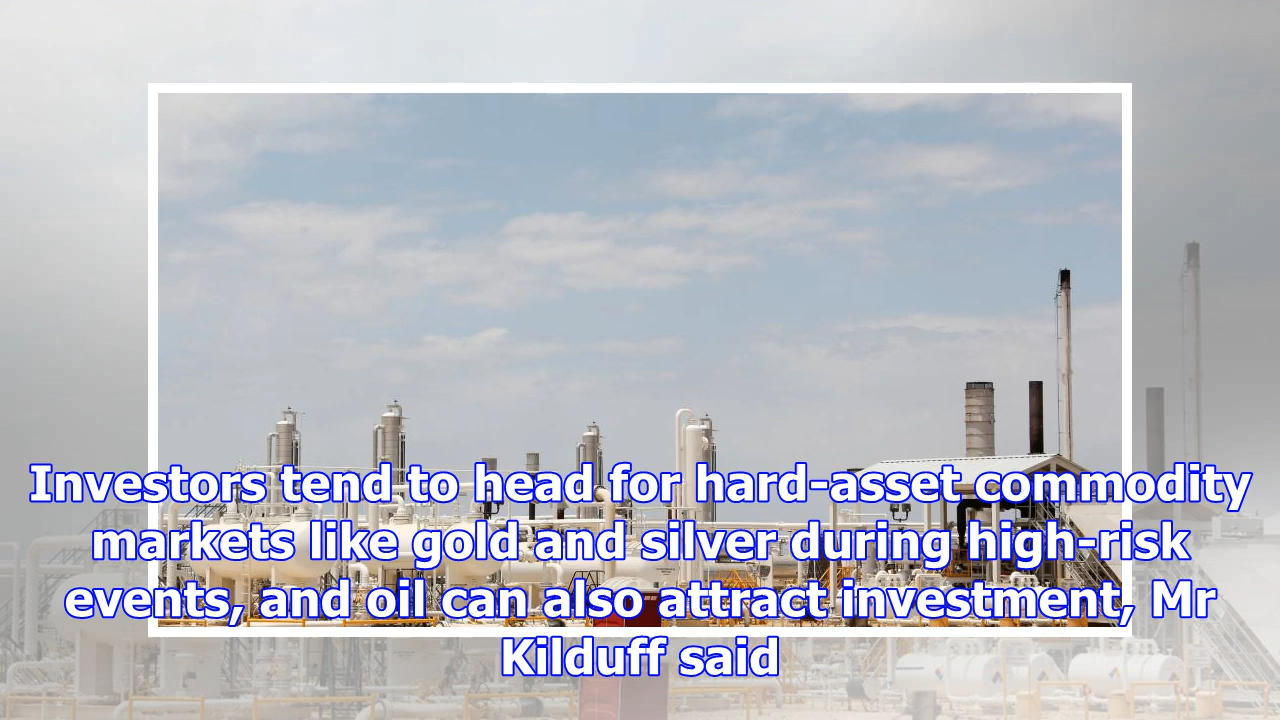 Investors tend to head for hard-asset commodity
markets like gold and silver during high-risk
events, and oil can also attract investment, Mr
Kilduff said